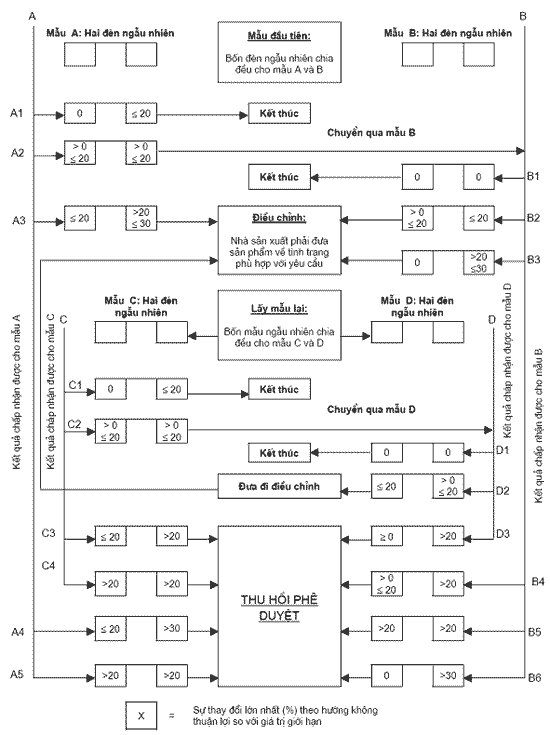 A
B
Mẫu A: Hai đèn ngẫu nhiên
Mẫu đầu tiên:
Bốn đèn ngẫu nhiên chia
đều cho mẫu A và B
Mẫu B: Hai đèn ngẫu nhiên
A1
0
≤ 20
Kết thúc
Chuyển qua mẫu B
A2
> 0
≤ 20
> 0
≤ 20
Kết thúc
0
0
B1
A3
≤ 20
>20
≤ 30
Điều chỉnh:
Nhà sản xuất phải đưa
sản phẩm về tình trạng
phù hợp với yêu cầu
> 0
≤ 20
≤ 20
B2
0
>20
≤30
B3
Mẫu C: Hai đèn
ngẫu nhiên
Lấy mẫu lại:
Bốn mẫu ngẫu nhiên chia
đều cho mẫu C và D
Mẫu D: Hai đèn
ngẫu nhiên
C
D
Kết quả chấp nhận được cho mẫu A
Kết quả chấp nhận được cho mẫu C
Kết quả chấp nhận được cho mẫu D
Kết quả chấp nhận được cho mẫu B
C1
0
≤ 20
Kết thúc
Chuyển qua mẫu D
C2
> 0
≤ 20
> 0
≤ 20
Kết thúc
0
0
D1
Đưa đi điều chỉnh
≤ 20
> 0
≤ 20
D2
C3
≤ 20
>20
THU HỒI PHÊ
DUYỆT
≥ 0
>20
D3
C4
>20
>20
> 0
≤ 20
>20
B4
A4
≤ 20
>30
>20
>20
B5
A5
>20
>20
0
>30
B6
X
=
Sự thay đổi lớn nhất (%) theo hướng không
thuận lợi so với giá trị giới hạn